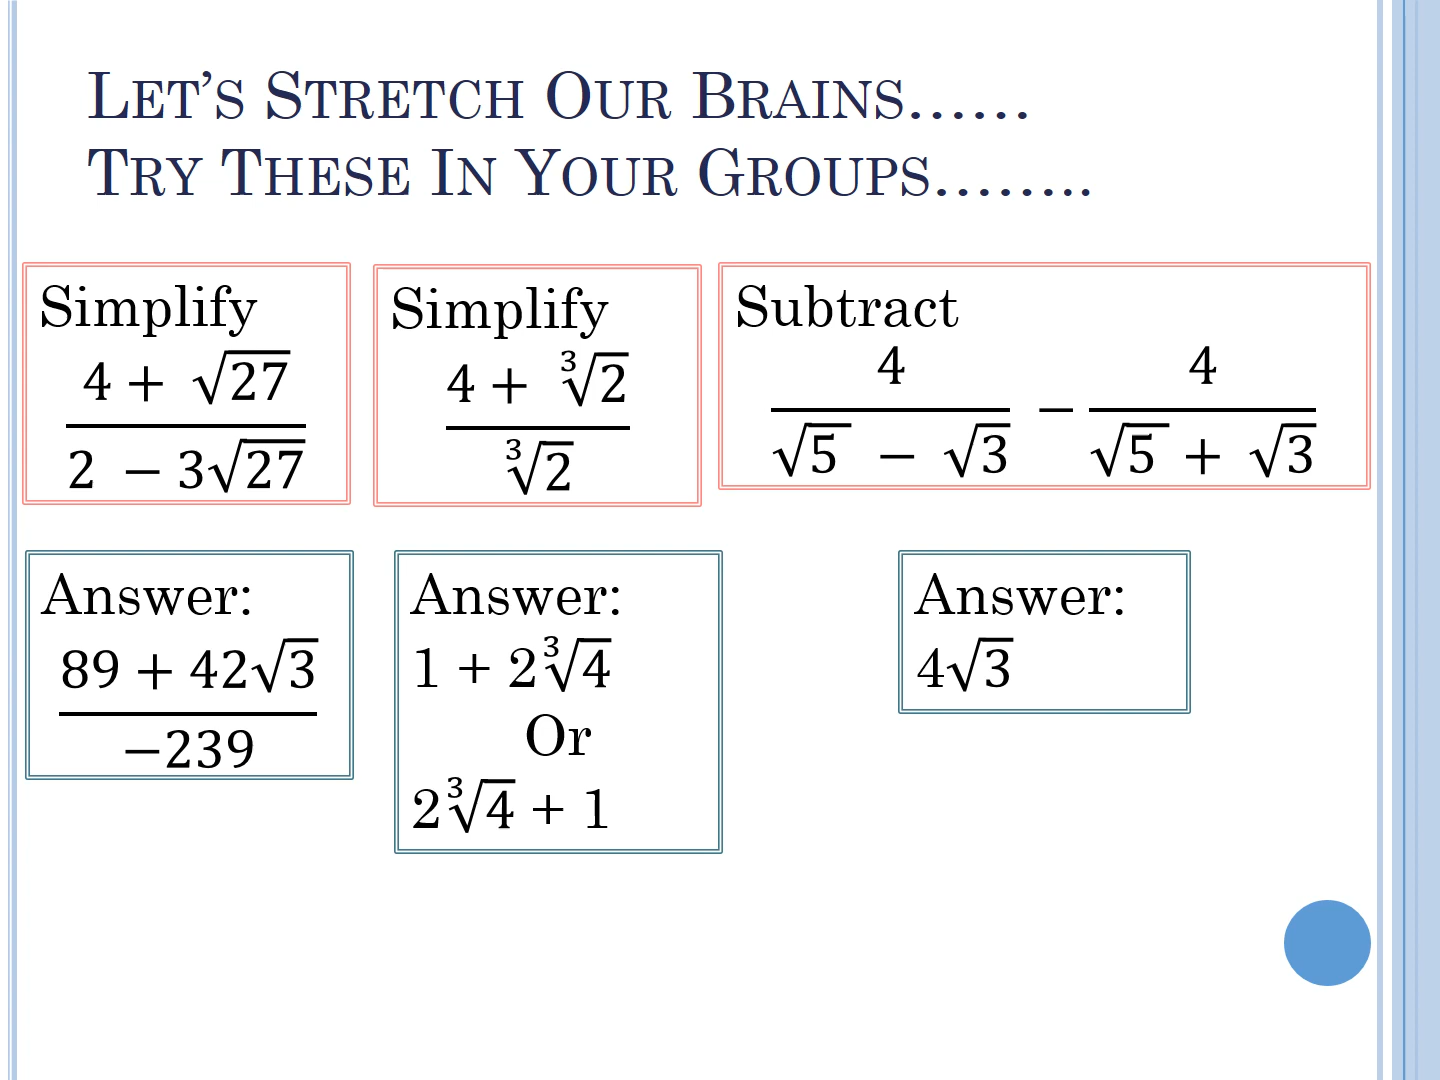 Let's Stretch Our Brains......
Try These In Your Groups........
Simplify
4 + √27
2 − 3√27
Simplify
4 + ∛2
∛2
Subtract
4 − 4
√5 − √3 √5 + √3
Answer:
89 + 42√3
−239
Answer:
1 + 2∛4
Or
2∛4 + 1
Answer:
4√3